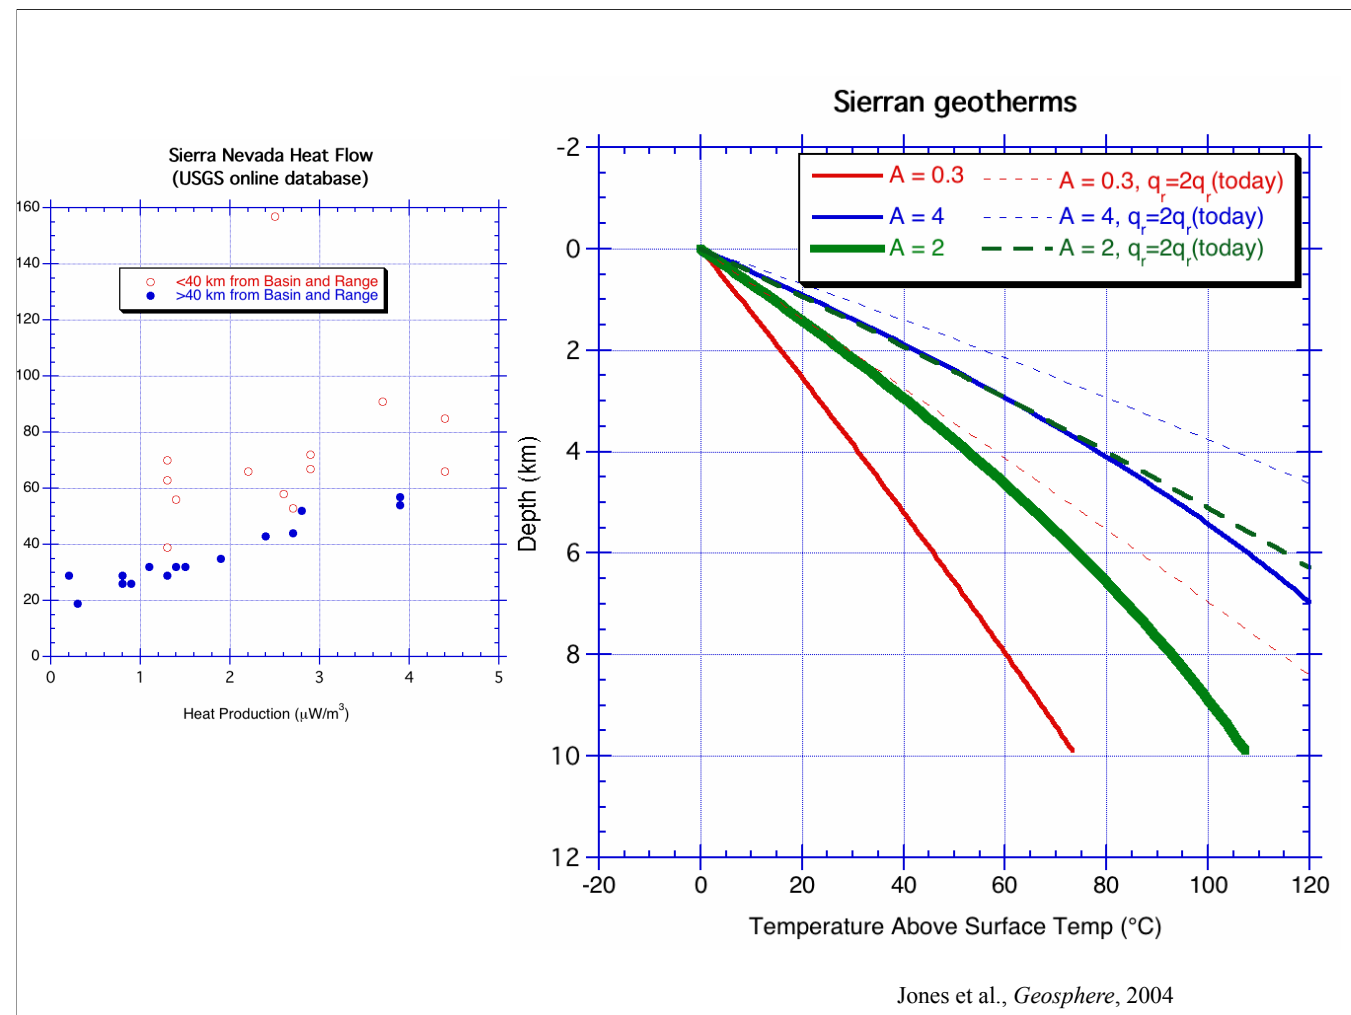 Sierra Nevada Heat Flow
(USGS online database)
160
140
120
100
80
60
40
20
0
<40 km from Basin and Range
>40 km from Basin and Range
0 1 2 3 4 5
Heat Production (μW/m³)
Sierran geotherms
-2
0
2
4
6
8
10
12
Depth (km)
A = 0.3 A = 0.3, qr=2qr(today)
A = 4 A = 4, qr=2qr(today)
A = 2 A = 2, qr=2qr(today)
-20 0 20 40 60 80 100 120
Temperature Above Surface Temp (°C)
Jones et al., Geosphere, 2004